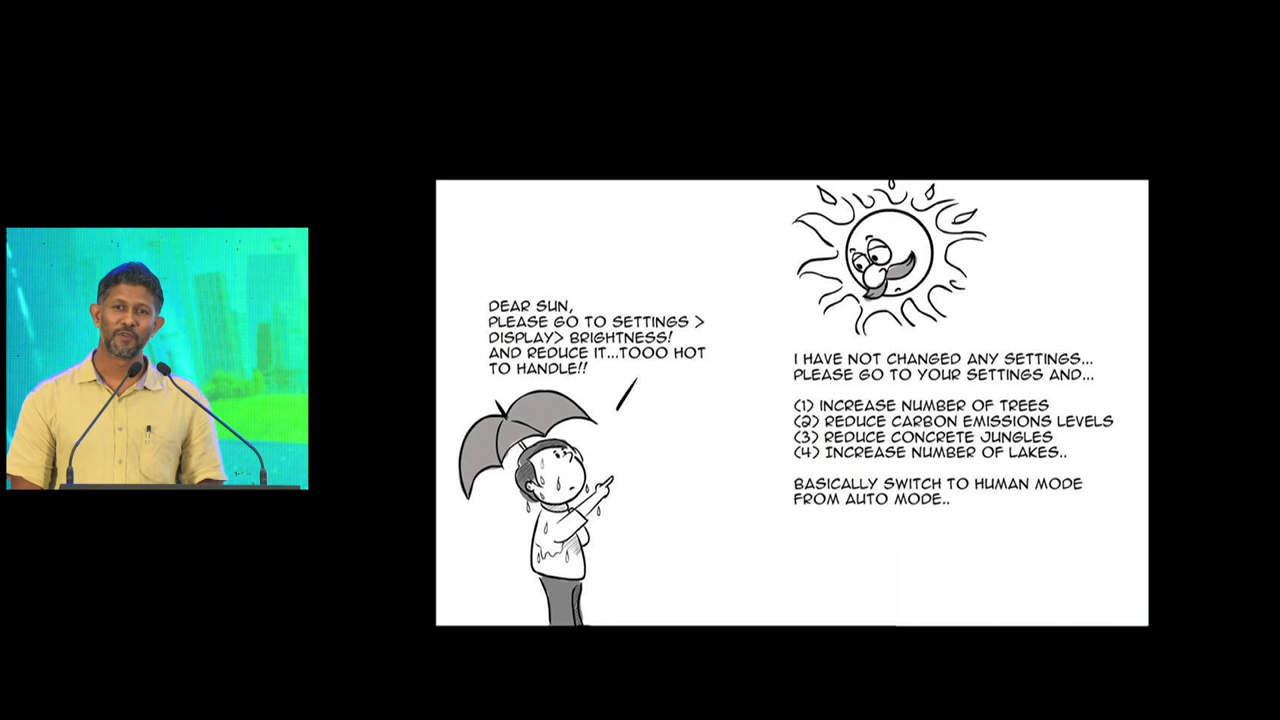 DEAR SUN,
PLEASE GO TO SETTINGS >
DISPLAY> BRIGHTNESS!
AND REDUCE IT...TOOO HOT
TO HANDLE!!
I HAVE NOT CHANGED ANY SETTINGS...
PLEASE GO TO YOUR SETTINGS AND...
(1) INCREASE NUMBER OF TREES
(2) REDUCE CARBON EMISSIONS LEVELS
(3) REDUCE CONCRETE JUNGLES
(4) INCREASE NUMBER OF LAKES..
BASICALLY SWITCH TO HUMAN MODE
FROM AUTO MODE..